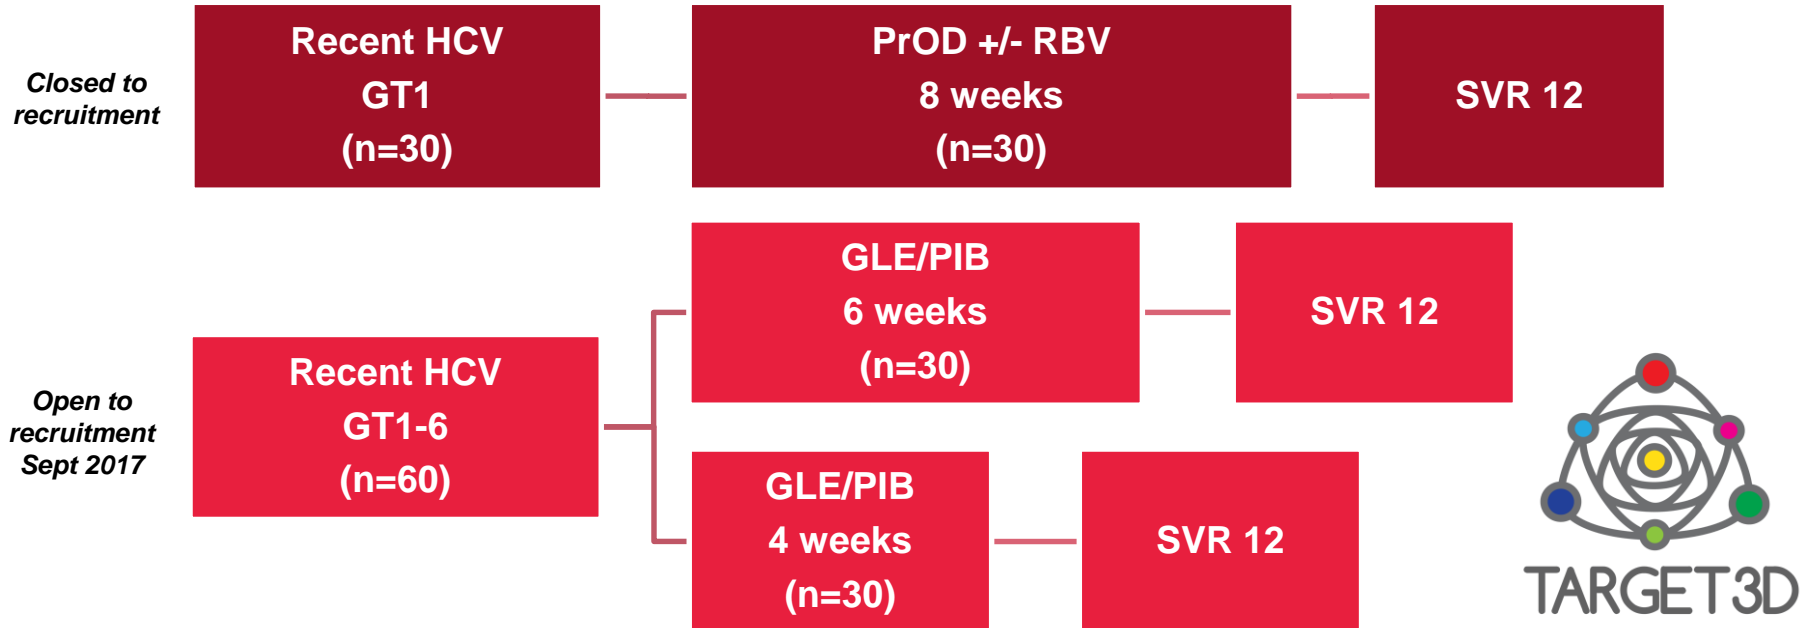 Closed to
recruitment
Recent HCV
GT1
(n=30)
PrOD +/- RBV
8 weeks
(n=30)
SVR 12
Open to
recruitment
Sept 2017
Recent HCV
GT1-6
(n=60)
GLE/PIB
6 weeks
(n=30)
SVR 12
GLE/PIB
4 weeks
(n=30)
SVR 12
TARGET3D